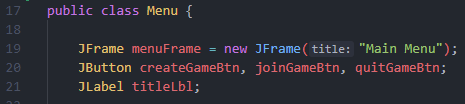 17 public class Menu {
18
19 JFrame menuFrame = new JFrame( title: "Main Menu");
20 JButton createGameBtn, joinGameBtn, quitGameBtn;
21 JLabel titleLbl;